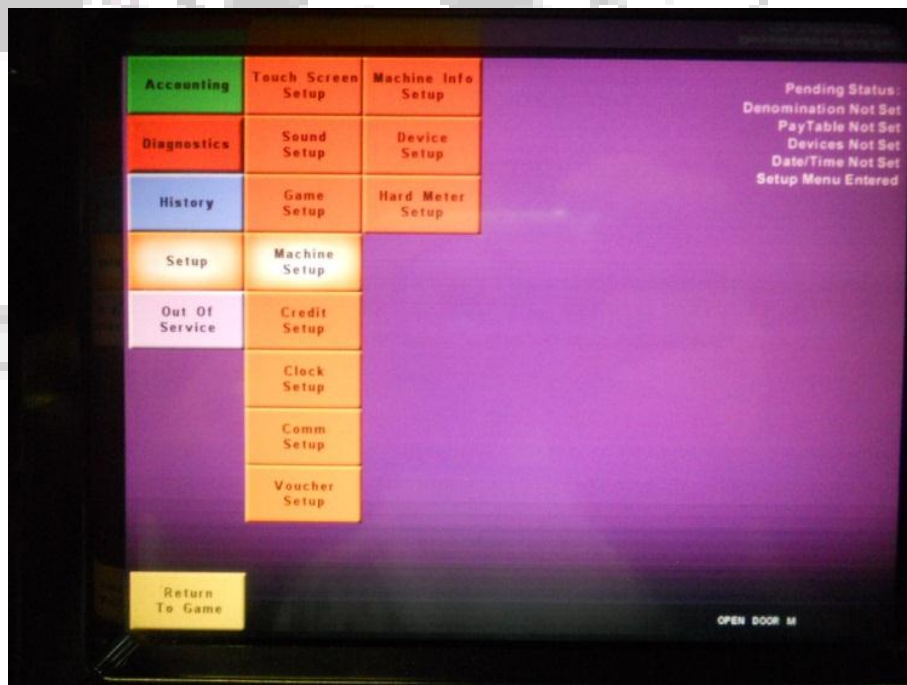 Accounting
Diagnostics
History
Setup
Out Of
Service
Return
To Game
Touch Screen
Setup
Sound
Setup
Game
Setup
Machine
Setup
Credit
Setup
Clock
Setup
Comm
Setup
Voucher
Setup
Machine Info
Setup
Device
Setup
Hard Meter
Setup
Pending Status:
Denomination Not Set
PayTable Not Set
Devices Not Set
Date/Time Not Set
Setup Menu Entered
OPEN DOOR M